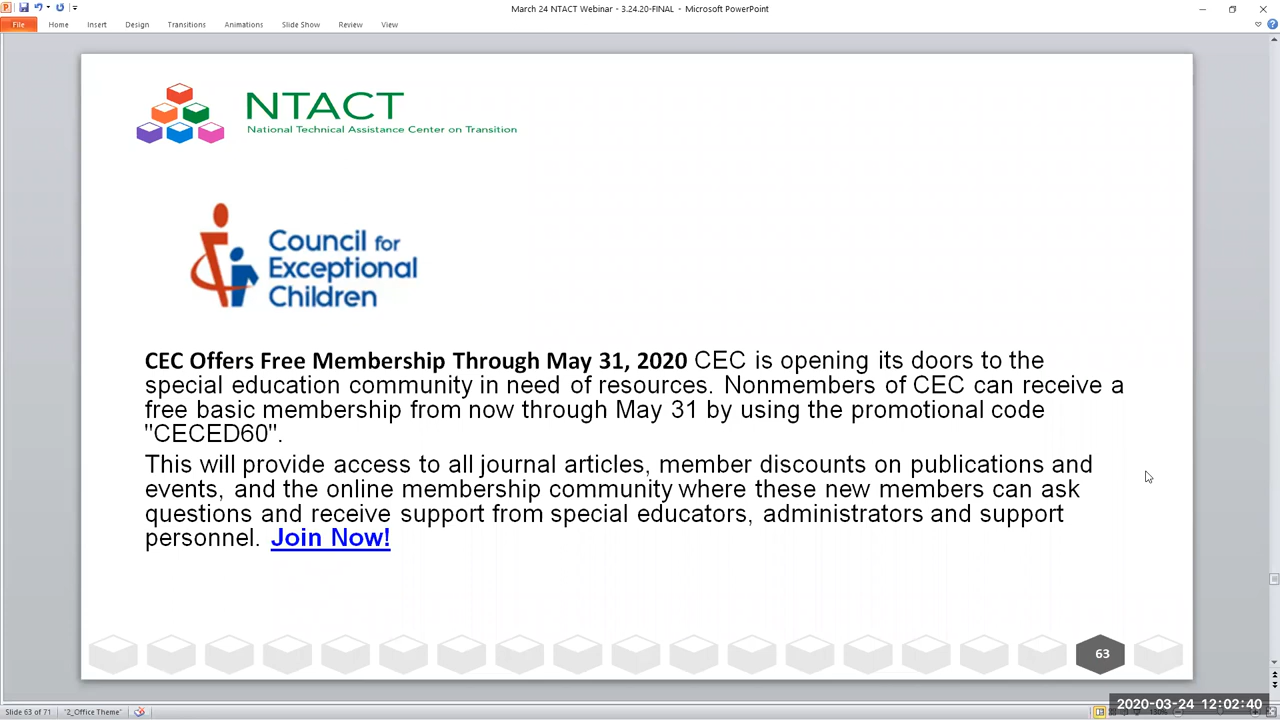 March 24 NTACT Webinar - 3.24.20-FINAL - Microsoft PowerPoint
File Home Insert Design Transitions Animations Slide Show Review View
NTACT
National Technical Assistance Center on Transition
Council for
Exceptional
Children
CEC Offers Free Membership Through May 31, 2020 CEC is opening its doors to the
special education community in need of resources. Nonmembers of CEC can receive a
free basic membership from now through May 31 by using the promotional code
"CECED60".
This will provide access to all journal articles, member discounts on publications and
events, and the online membership community where these new members can ask
questions and receive support from special educators, administrators and support
personnel. Join Now!
63
Slide 63 of 71 "2_Office Theme"
2020-03-24 12:02:40